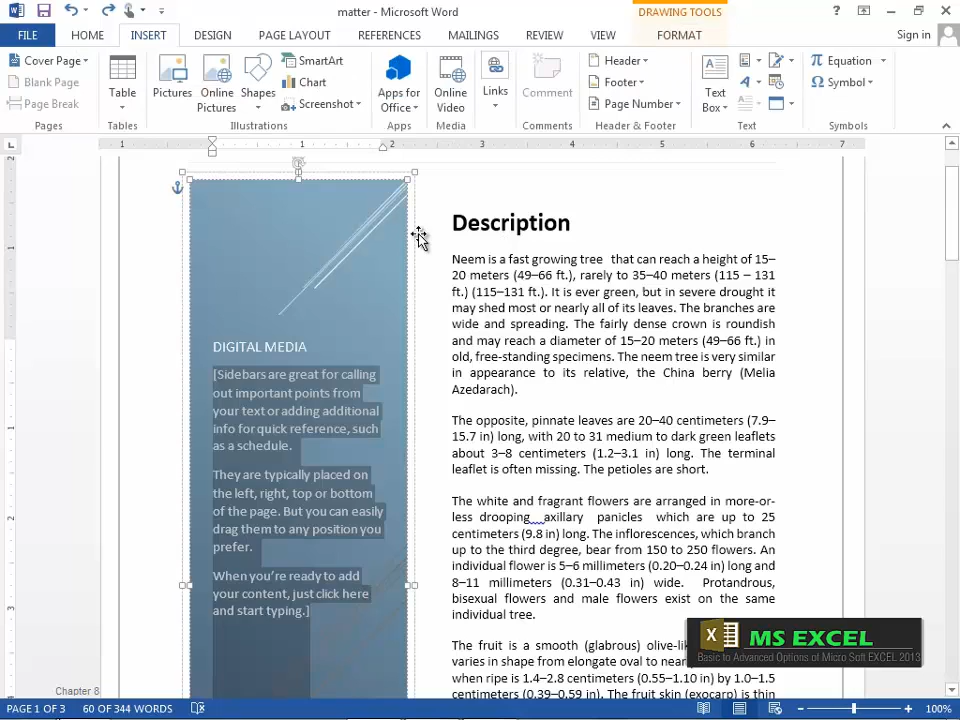 matter - Microsoft Word
DRAWING TOOLS
?
FILE
HOME
INSERT
DESIGN
PAGE LAYOUT
REFERENCES
MAILINGS
REVIEW
VIEW
FORMAT
Sign in
Cover Page
Blank Page
Page Break
Pages
Table
Tables
Pictures
Online Pictures
Shapes
SmartArt
Chart
Screenshot
Illustrations
Apps for Office
Apps
Online Video
Media
Links
Comment
Comments
Header
Footer
Page Number
Header & Footer
Text Box
Text
Equation
Symbol
Symbols
1 1 2 3 4 5 6 7
DIGITAL MEDIA
[Sidebars are great for calling
out important points from
your text or adding additional
info for quick reference, such
as a schedule.
They are typically placed on
the left, right, top or bottom
of the page. But you can easily
drag them to any position you
prefer.
When you're ready to add
your content, just click here
and start typing.]
Description
Neem is a fast growing tree that can reach a height of 15–
20 meters (49–66 ft.), rarely to 35–40 meters (115 – 131
ft.) (115–131 ft.). It is ever green, but in severe drought it
may shed most or nearly all of its leaves. The branches are
wide and spreading. The fairly dense crown is roundish
and may reach a diameter of 15–20 meters (49–66 ft.) in
old, free-standing specimens. The neem tree is very similar
in appearance to its relative, the China berry (Melia
Azedarach).
The opposite, pinnate leaves are 20–40 centimeters (7.9–
15.7 in) long, with 20 to 31 medium to dark green leaflets
about 3–8 centimeters (1.2–3.1 in) long. The terminal
leaflet is often missing. The petioles are short.
The white and fragrant flowers are arranged in more-or-
less drooping axillary panicles which are up to 25
centimeters (9.8 in) long. The inflorescences, which branch
up to the third degree, bear from 150 to 250 flowers. An
individual flower is 5–6 millimeters (0.20–0.24 in) long and
8–11 millimeters (0.31–0.43 in) wide. Protandrous,
bisexual flowers and male flowers exist on the same
individual tree.
The fruit is a smooth (glabrous) olive-
varies in shape from elongate oval to
when ripe is 1.4–2.8 centimeters (0.55–1.10 in) by 1.0–1.5
centimeters (0.39–0.59 in). The fruit skin (exocarp) is thin
MS EXCEL
Basic to Advanced Options of Micro Soft EXCEL 2013
Chapter 8
PAGE 1 OF 3
60 OF 344 WORDS
100%